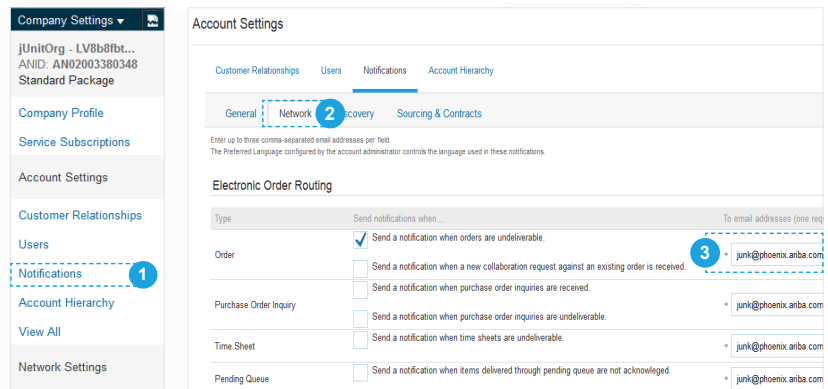 Company Settings ▾
jUnitOrg - LV8b8fbt...
ANID: AN02003380348
Standard Package
Company Profile
Service Subscriptions
Account Settings
Customer Relationships
Users
Notifications
1
Account Hierarchy
View All
Network Settings
Account Settings
Customer Relationships Users Notifications Account Hierarchy
General Network 2 scovery Sourcing & Contracts
Enter up to three comma-separated email addresses per field.
The Preferred Language configured by the account administrator controls the language used in these notifications.
Electronic Order Routing
Type Send notifications when... To email addresses (one req
Order
Send a notification when orders are undeliverable.
Send a notification when a new collaboration request against an existing order is received.
3 * junk@phoenix.ariba.com
Purchase Order Inquiry
Send a notification when purchase order inquiries are received.
Send a notification when purchase order inquiries are undeliverable.
* junk@phoenix.ariba.com
Time Sheet
Send a notification when time sheets are undeliverable.
* junk@phoenix.ariba.com
Pending Queue
Send a notification when items delivered through pending queue are not acknowleged.
* junk@phoenix.ariba.com